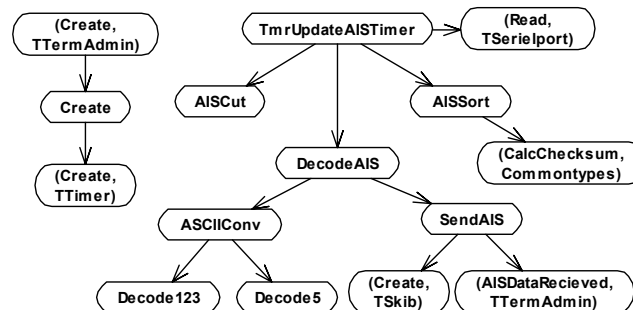 (Create,
TTermAdmin)
TmrUpdateAISTimer
(Read,
TSerielport)
Create
AISCut
AISSort
(Create,
TTimer)
DecodeAIS
(CalcChecksum,
Commontypes)
ASCIIConv
SendAIS
Decode123
Decode5
(Create,
TSkib)
(AISDataRecieved,
TTermAdmin)